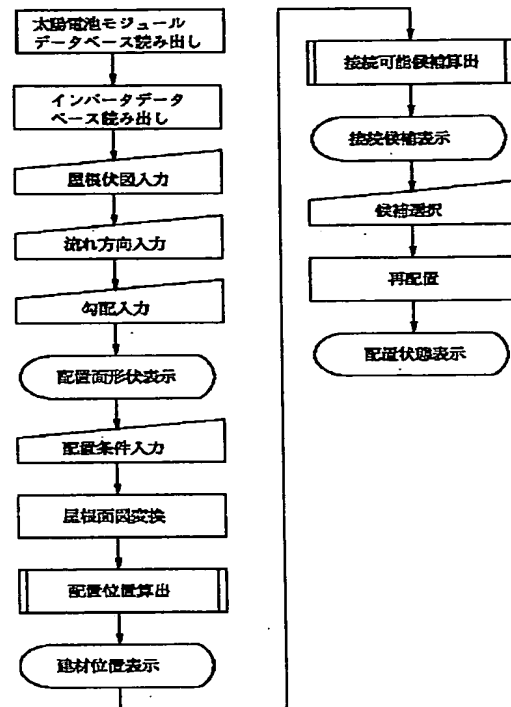 太陽電池モジュール
データベース読み出し
インバータデータ
ベース読み出し
屋根伏図入力
流れ方向入力
勾配入力
配置面形状表示
配置条件入力
屋根面図変換
配置位置算出
建材位置表示
接続可能候補算出
接続候補表示
候補選択
再配置
配置状態表示